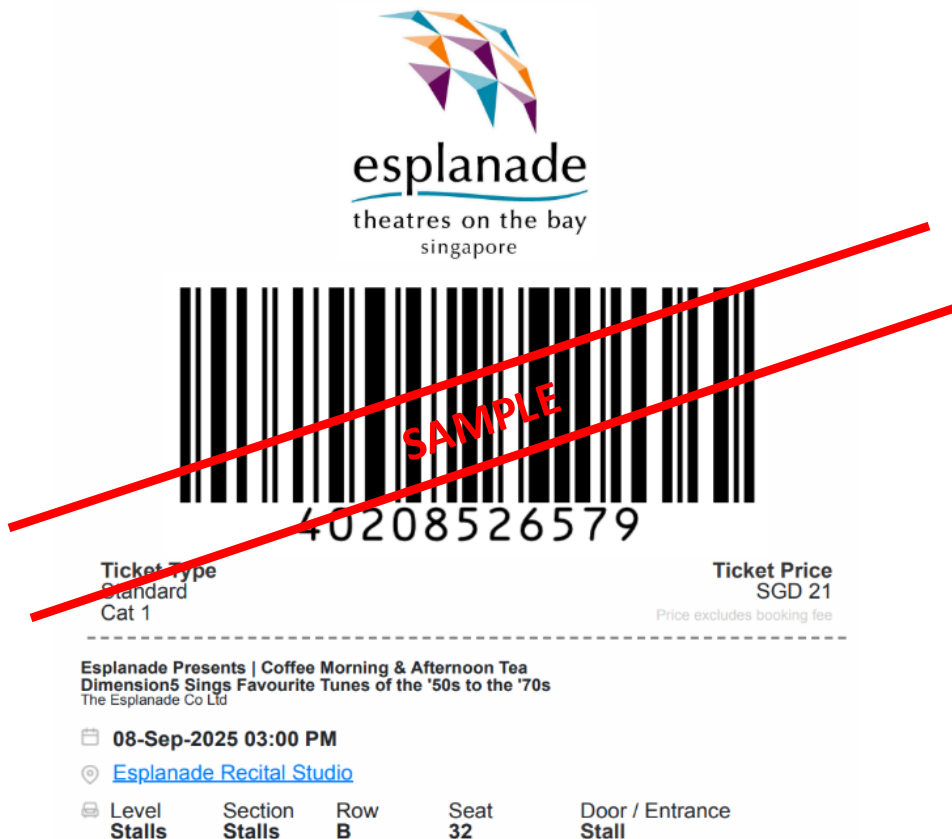 esplanade
theatres on the bay
singapore
SAMPLE
40208526579
Ticket Type Ticket Price
Standard SGD 21
Cat 1 Price excludes booking fee
Esplanade Presents | Coffee Morning & Afternoon Tea
Dimension5 Sings Favourite Tunes of the '50s to the '70s
The Esplanade Co Ltd
08-Sep-2025 03:00 PM
Esplanade Recital Studio
Level Section Row Seat Door / Entrance
Stalls Stalls B 32 Stall